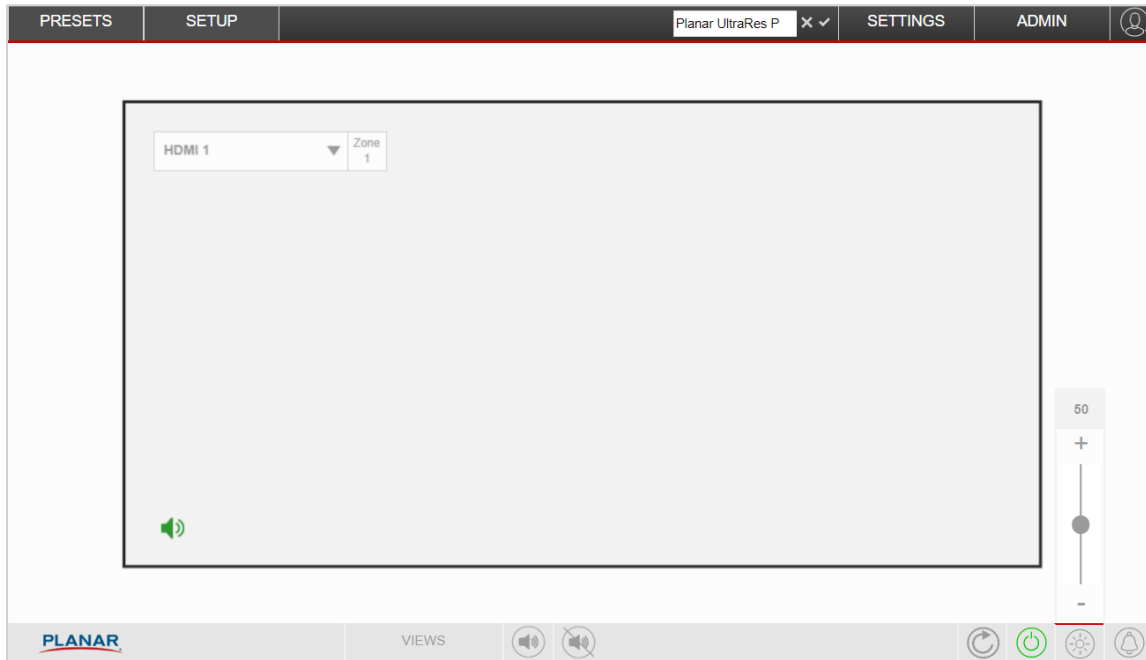 PRESETS SETUP Planar UltraRes P SETTINGS ADMIN
HDMI 1 Zone
1
50
+
-
PLANAR VIEWS